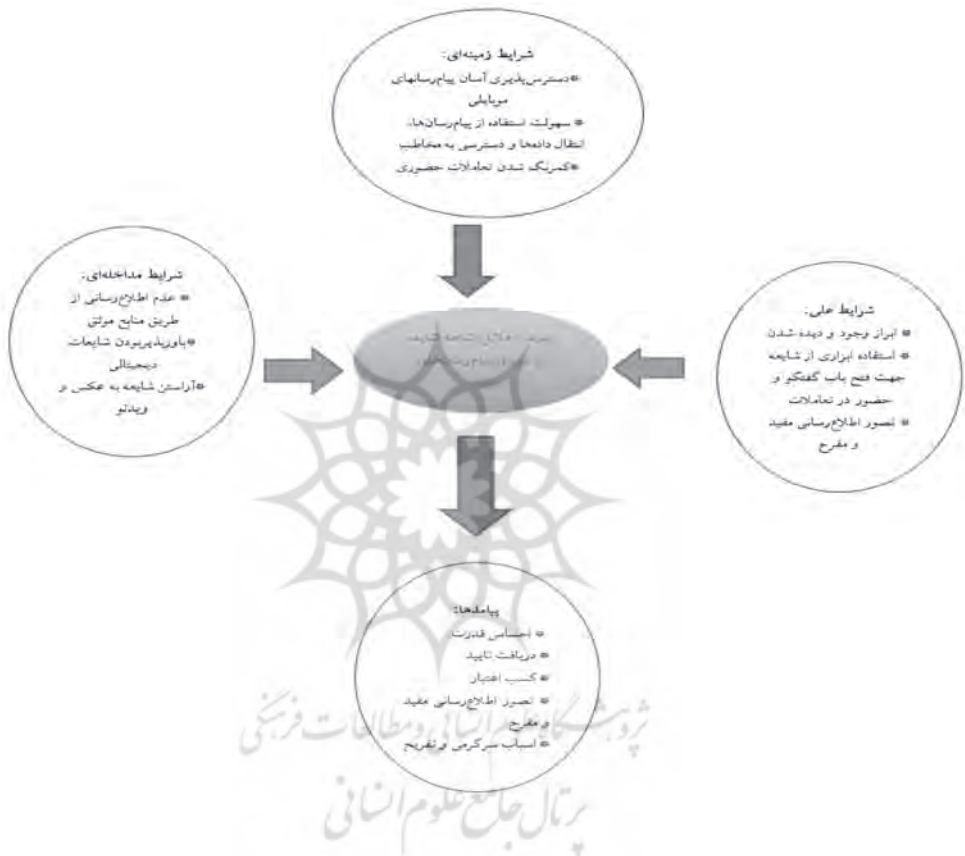 شرایط زمینه‌ای:
*دسترس‌پذیری آسان پیام‌رسانهای
موبایلی
* سهولت استفاده از پیام‌رسان‌ها،
انتقال داده‌ها و دسترسی به مخاطب
*کمرنگ شدن تعاملات حضوری
شرایط علی:
* ابراز وجود و دیده شدن
* استفاده ابزاری از شایعه
جهت فتح باب گفتگو و
حضور در تعاملات
* تصور اطلاع‌رسانی مفید
و مفرح
شرایط مداخله‌ای:
* عدم اطلاع‌رسانی از
طریق منابع موثق
*باورپذیربودن شایعات
دیجیتالی
*آراستن شایعه به عکس و
ویدئو
شایعه
پیامدها:
* احساس قدرت
* دریافت تایید
* کسب اعتبار
* تصور اطلاع‌رسانی مفید
و مفرح
* اسباب سرگرمی و تفریح
پژوهشگاه علوم انسانی و مطالعات فرهنگی
پرتال جامع علوم انسانی